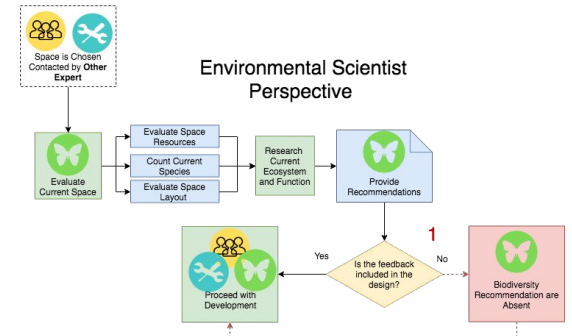 Space is Chosen
Contacted by Other
Expert
Environmental Scientist
Perspective
Evaluate
Current Space
Evaluate Space
Resources
Count Current
Species
Evaluate Space
Layout
Research
Current
Ecosystem
and Function
Provide
Recommendations
1
Is the feedback
included in the
design?
Yes
No
Proceed with
Development
Biodiversity
Recommendation are
Absent